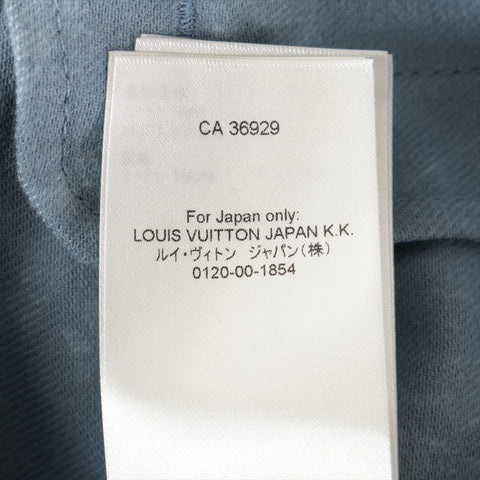 CA 36929
For Japan only:
LOUIS VUITTON JAPAN K.K.
ルイ・ヴィトン ジャパン(株)
0120-00-1854